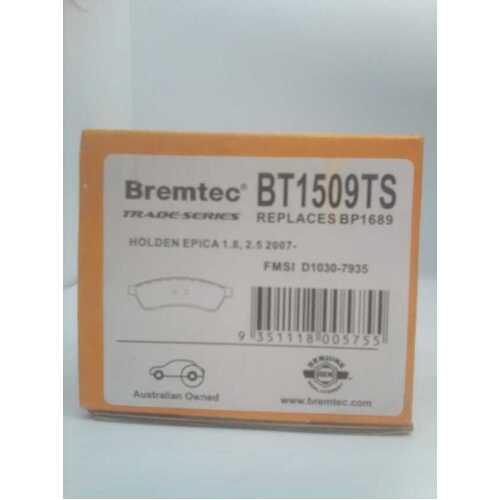 Bremtec® BT1509TS
TRADE-SERIES REPLACES BP1689
HOLDEN EPICA 1.8, 2.5 2007-
FMSI D1030-7935
9 351118 005755
GENUINE
Australian Owned
www.bremtec.com